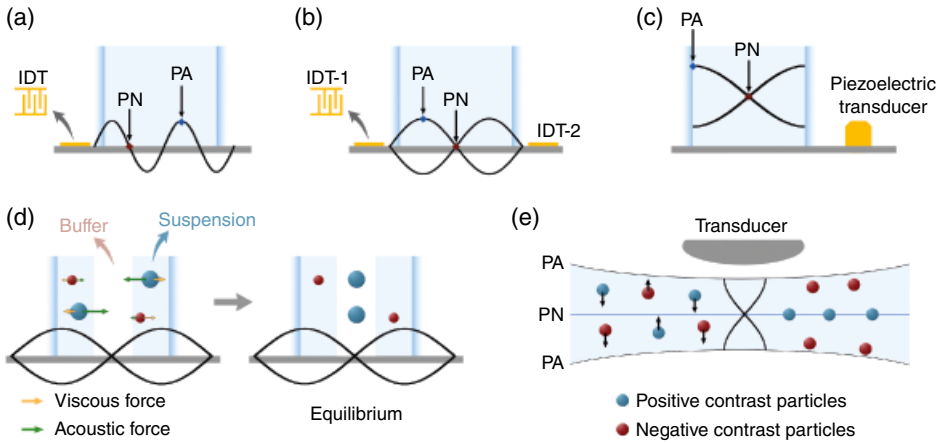 (a)
IDT
PN
PA
(b)
IDT-1
PA
PN
IDT-2
(c)
PA
PN
Piezoelectric
transducer
(d)
Buffer
Suspension
Viscous force
Acoustic force
Equilibrium
(e)
Transducer
PA
PN
PA
Positive contrast particles
Negative contrast particles